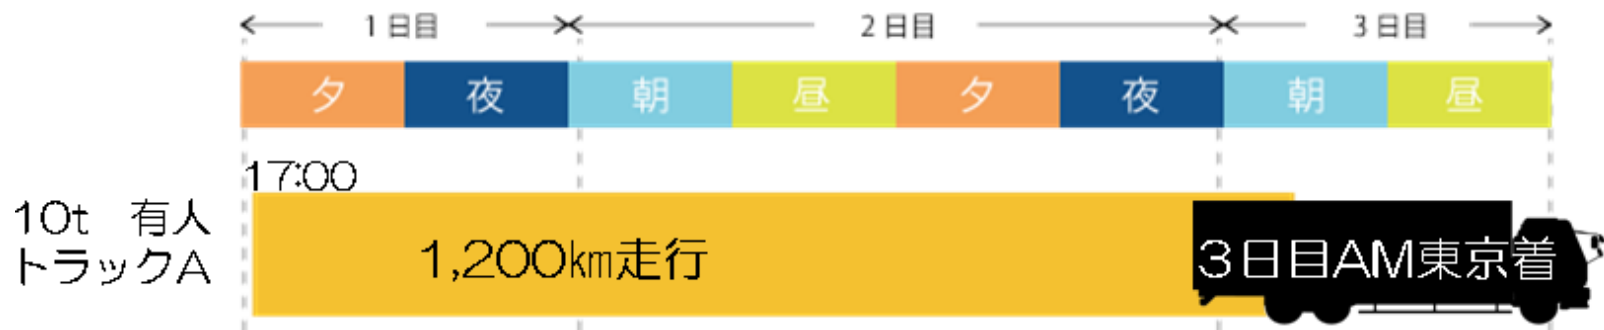 1日目 2日目 3日目
夕 夜 朝 昼 夕 夜 朝 昼
17:00
10t 有人
トラックA
1,200km走行
3日目AM東京着